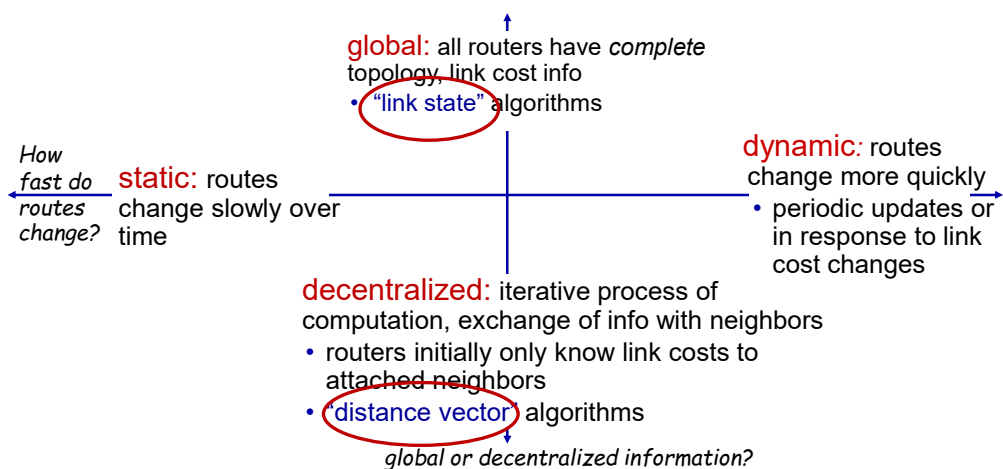 global: all routers have complete
topology, link cost info
• “link state” algorithms
How
fast do
routes
change?
static: routes
change slowly over
time
dynamic: routes
change more quickly
• periodic updates or
in response to link
cost changes
decentralized: iterative process of
computation, exchange of info with neighbors
• routers initially only know link costs to
attached neighbors
• “distance vector” algorithms
global or decentralized information?